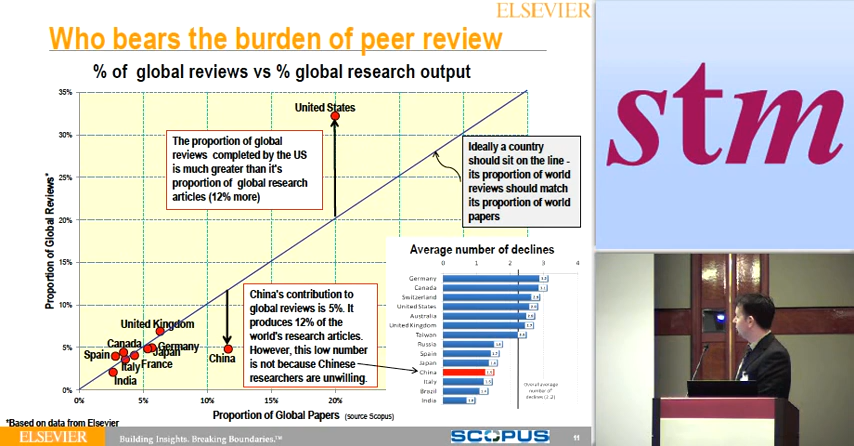 ELSEVIER
Who bears the burden of peer review
% of global reviews vs % global research output
stm
35%
30%
25%
20%
15%
10%
5%
0%
Proportion of Global Reviews*
United States
The proportion of global
reviews completed by the US
is much greater than it's
proportion of global research
articles (12% more)
Ideally a country
should sit on the line -
its proportion of world
reviews should match
its proportion of world
papers
China's contribution to
global reviews is 5%. It
produces 12% of the
world's research articles.
However, this low number
is not because Chinese
researchers are unwilling.
United Kingdom
Canada
Germany
Spain
Japan
Italy
France
India
China
0%
5%
10%
15%
20%
Proportion of Global Papers (source Scopus)
Average number of declines
0 1 2 3 4
Germany
Canada
Switzerland
United States
Australia
United Kingdom
Taiwan
Russia
Spain
Japan
China
Italy
Brazil
India
Overall average
number of
declines (2.2)
*Based on data from Elsevier
ELSEVIER Building Insights. Breaking Boundaries.™
SCOPUS
11